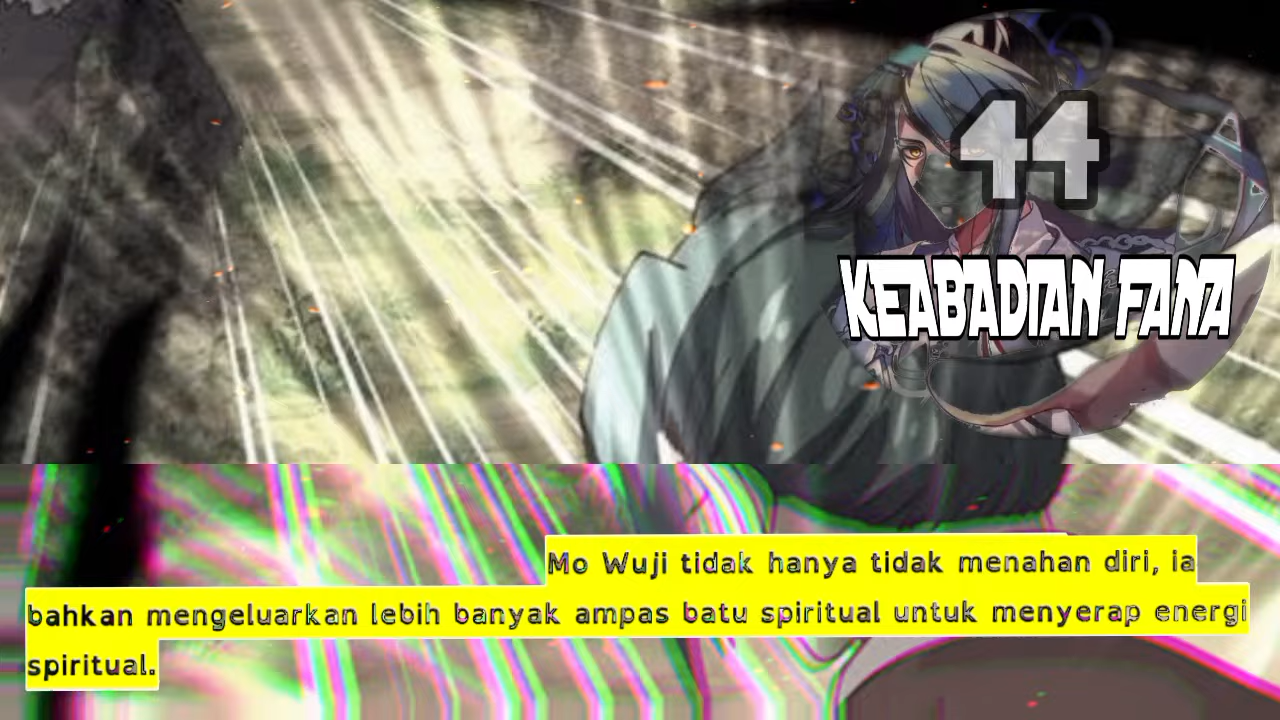 44
KEABADIAN FANA
Mo Wuji tidak hanya tidak menahan diri, ia
bahkan mengeluarkan lebih banyak ampas batu spiritual untuk menyerap energi
spiritual.